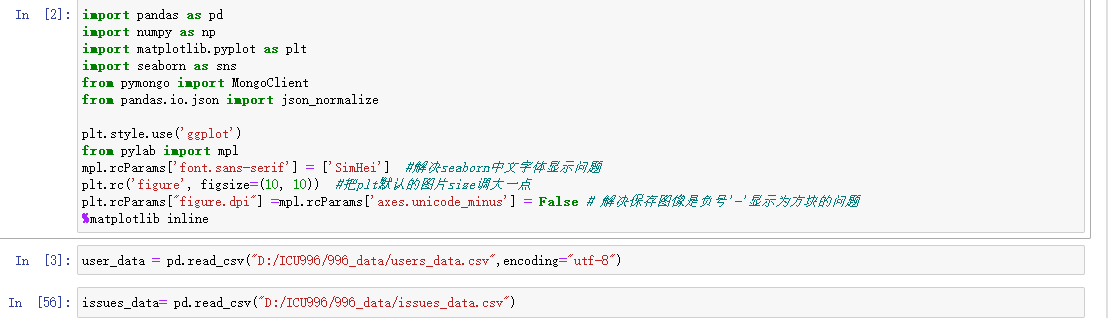 In [2]:
import pandas as pd
import numpy as np
import matplotlib.pyplot as plt
import seaborn as sns
from pymongo import MongoClient
from pandas.io.json import json_normalize
plt.style.use('ggplot')
from pylab import mpl
mpl.rcParams['font.sans-serif'] = ['SimHei']  #解决seaborn中文字体显示问题
plt.rc('figure', figsize=(10, 10))  #把plt默认的图片size调大一点
plt.rcParams["figure.dpi"] =mpl.rcParams['axes.unicode_minus'] = False # 解决保存图像是负号'-'显示为方块的问题
%matplotlib inline
In [3]: user_data = pd.read_csv("D:/ICU996/996_data/users_data.csv",encoding="utf-8")
In [56]: issues_data= pd.read_csv("D:/ICU996/996_data/issues_data.csv")